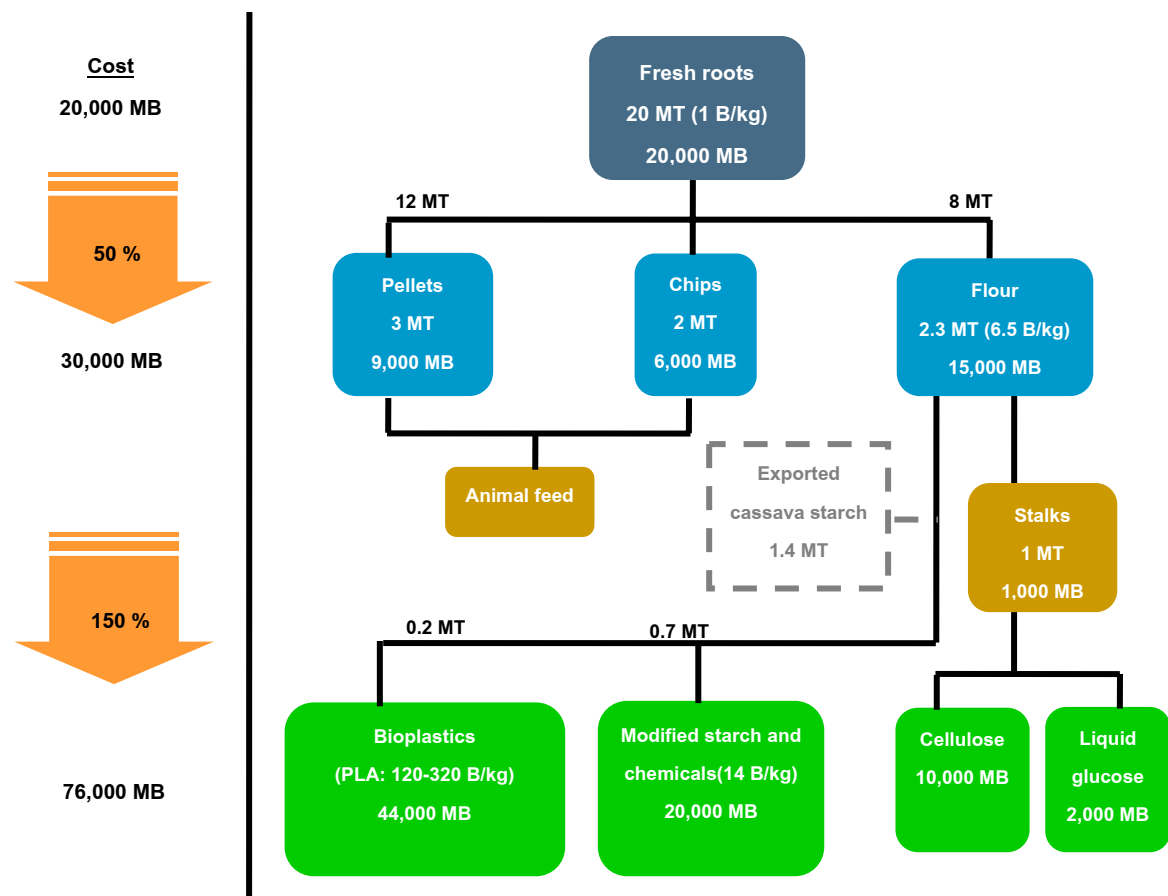 Cost
20,000 MB
50 %
30,000 MB
150 %
76,000 MB
Fresh roots
20 MT (1 B/kg)
20,000 MB
12 MT
8 MT
Pellets
3 MT
9,000 MB
Chips
2 MT
6,000 MB
Flour
2.3 MT (6.5 B/kg)
15,000 MB
Animal feed
Exported
cassava starch
1.4 MT
Stalks
1 MT
1,000 MB
0.2 MT
0.7 MT
Bioplastics
(PLA: 120-320 B/kg)
44,000 MB
Modified starch and
chemicals(14 B/kg)
20,000 MB
Cellulose
10,000 MB
Liquid
glucose
2,000 MB